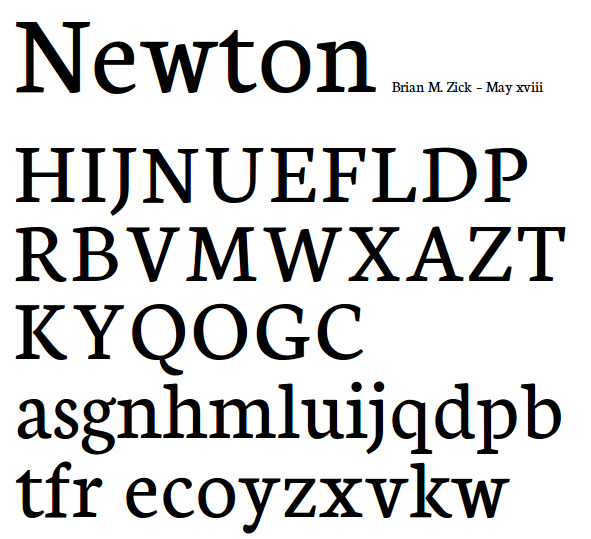 Newton Brian M. Zick – May xviii
HIJNUEFLDP
RBVMWXAZT
KYQOGC
asgnhmluijqdpb
tfr ecoyzxvkw